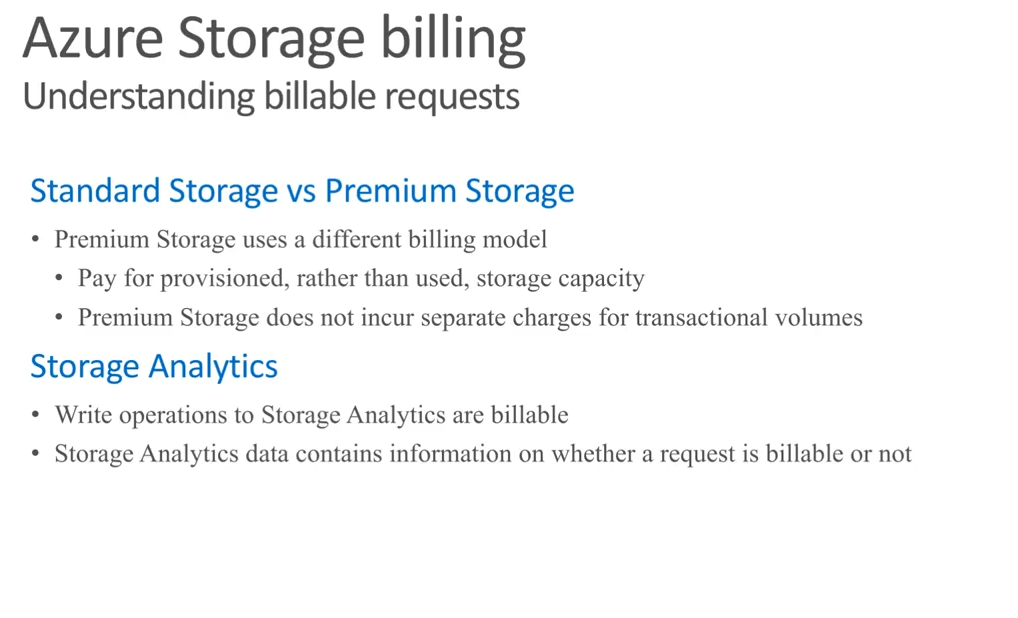 Azure Storage billing
Understanding billable requests
Standard Storage vs Premium Storage
• Premium Storage uses a different billing model
• Pay for provisioned, rather than used, storage capacity
• Premium Storage does not incur separate charges for transactional volumes
Storage Analytics
• Write operations to Storage Analytics are billable
• Storage Analytics data contains information on whether a request is billable or not